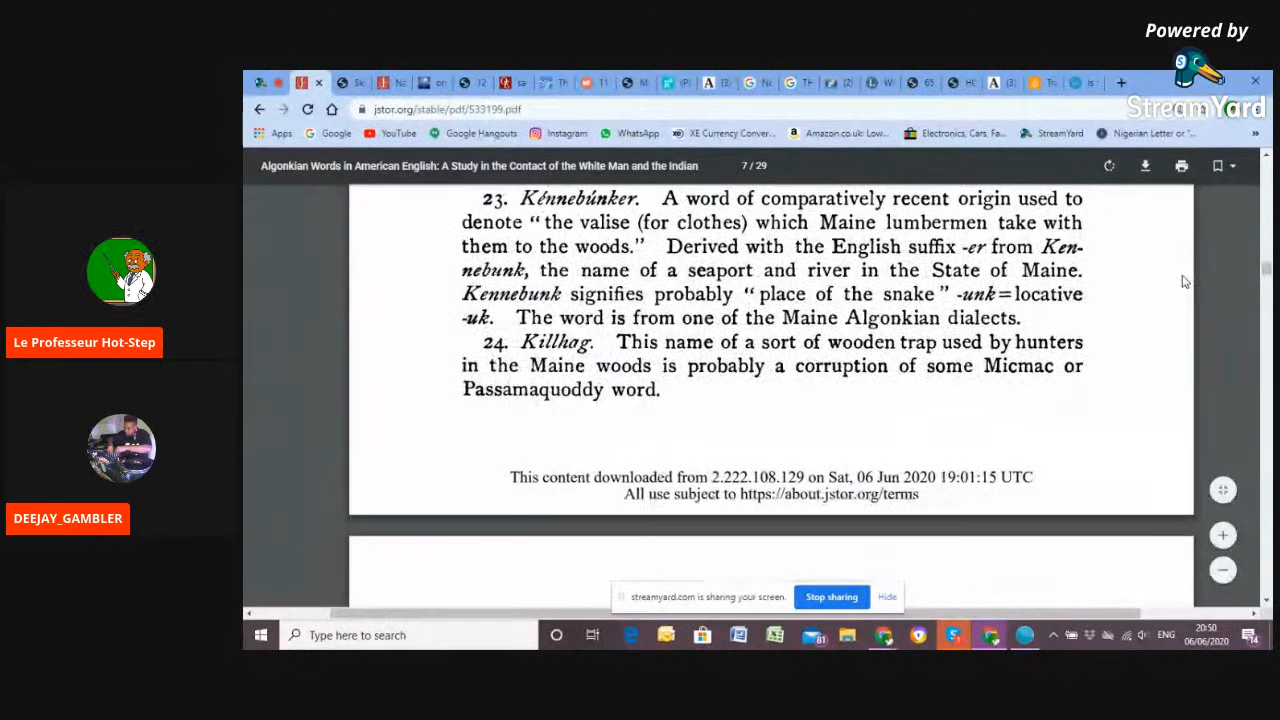 Powered by
StreamYard
jstor.org/stable/pdf/533199.pdf
Apps Google YouTube Google Hangouts Instagram WhatsApp XE Currency Conver... Amazon.co.uk: Low... Electronics, Cars, Fa... StreamYard Nigerian Letter or "... »
Algonkian Words in American English: A Study in the Contact of the White Man and the Indian 7 / 29
23. Kénnebúnker. A word of comparatively recent origin used to
denote “ the valise (for clothes) which Maine lumbermen take with
them to the woods.” Derived with the English suffix -er from Ken-
nebunk, the name of a seaport and river in the State of Maine.
Kennebunk signifies probably “ place of the snake ” -unk=locative
-uk. The word is from one of the Maine Algonkian dialects.
24. Killhag. This name of a sort of wooden trap used by hunters
in the Maine woods is probably a corruption of some Micmac or
Passamaquoddy word.
This content downloaded from 2.222.108.129 on Sat, 06 Jun 2020 19:01:15 UTC
All use subject to https://about.jstor.org/terms
Le Professeur Hot-Step
DEEJAY_GAMBLER
streamyard.com is sharing your screen. Stop sharing Hide
Type here to search
81
ENG
20:50
06/06/2020
14